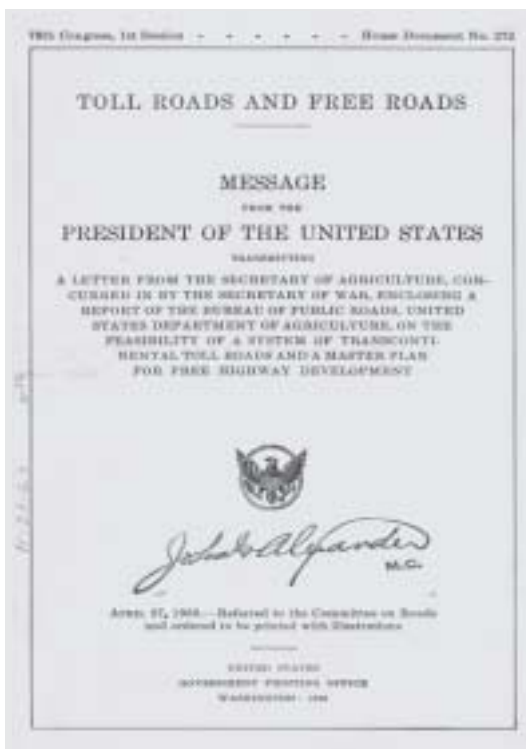 76th Congress, 1st Session - - - - - - House Document No. 272
TOLL ROADS AND FREE ROADS
MESSAGE
FROM THE
PRESIDENT OF THE UNITED STATES
TRANSMITTING
A LETTER FROM THE SECRETARY OF AGRICULTURE, CON-
CURRED IN BY THE SECRETARY OF WAR, ENCLOSING A
REPORT OF THE BUREAU OF PUBLIC ROADS, UNITED
STATES DEPARTMENT OF AGRICULTURE, ON THE
FEASIBILITY OF A SYSTEM OF TRANSCONTI-
NENTAL TOLL ROADS AND A MASTER PLAN
FOR FREE HIGHWAY DEVELOPMENT
Alexander
M.C.
APRIL 27, 1939.—Referred to the Committee on Roads
and ordered to be printed with illustrations
UNITED STATES
GOVERNMENT PRINTING OFFICE
WASHINGTON : 1939